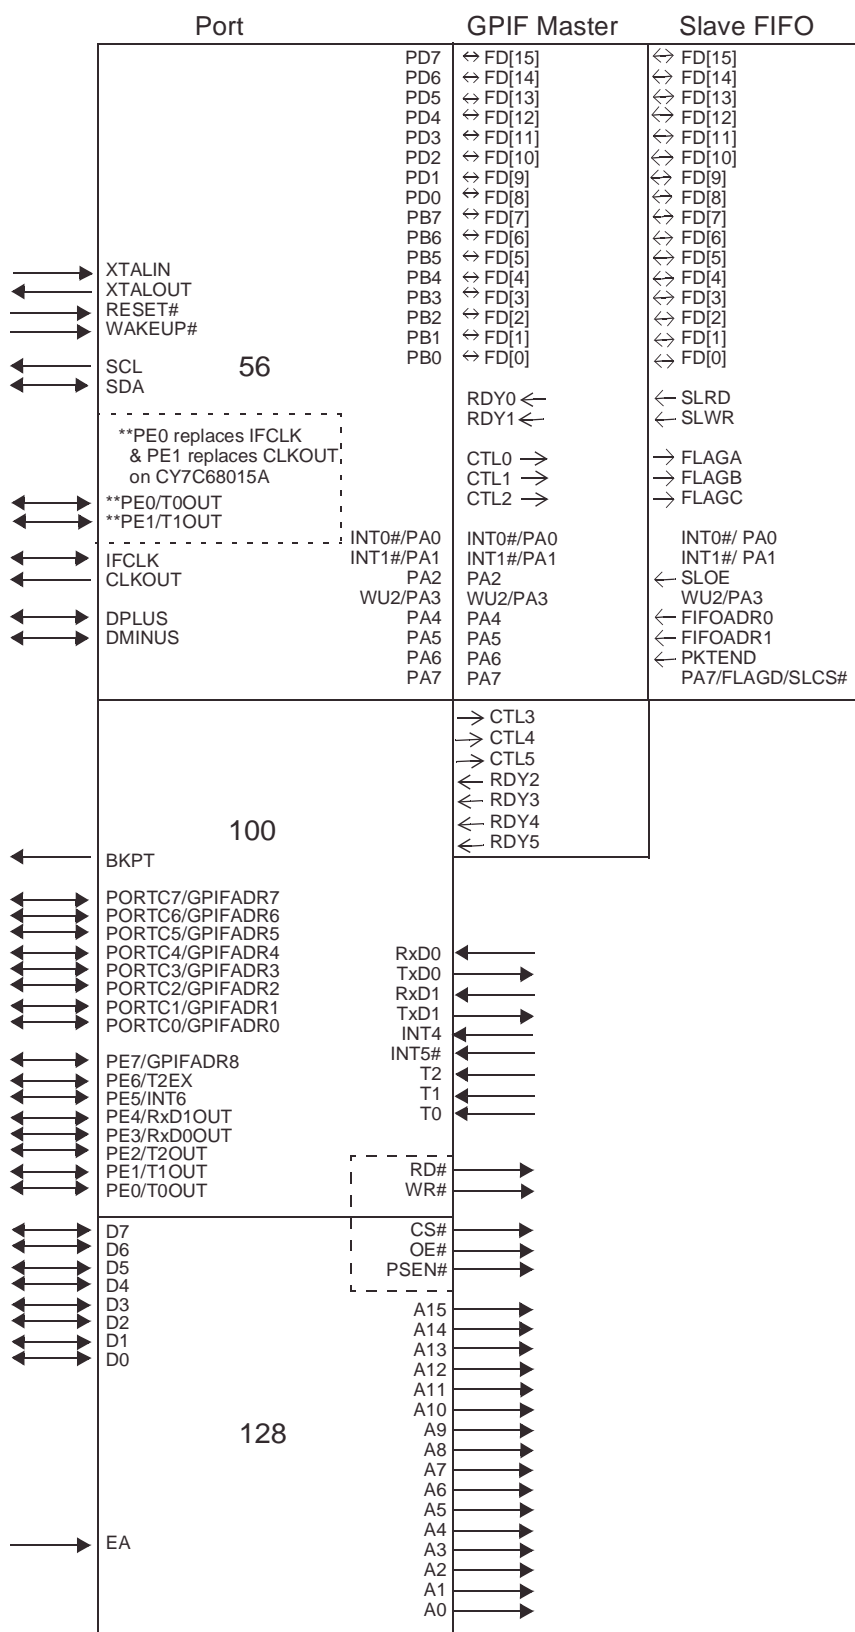 Port GPIF Master Slave FIFO
PD7 FD[15] FD[15]
PD6 FD[14] FD[14]
PD5 FD[13] FD[13]
PD4 FD[12] FD[12]
PD3 FD[11] FD[11]
PD2 FD[10] FD[10]
PD1 FD[9] FD[9]
PD0 FD[8] FD[8]
PB7 FD[7] FD[7]
PB6 FD[6] FD[6]
PB5 FD[5] FD[5]
XTALIN PB4 FD[4] FD[4]
XTALOUT PB3 FD[3] FD[3]
RESET# PB2 FD[2] FD[2]
WAKEUP# PB1 FD[1] FD[1]
SCL 56 PB0 FD[0] FD[0]
SDA
RDY0 SLRD
RDY1 SLWR
**PE0 replaces IFCLK
& PE1 replaces CLKOUT
on CY7C68015A
CTL0 FLAGA
CTL1 FLAGB
**PE0/T0OUT CTL2 FLAGC
**PE1/T1OUT
INT0#/PA0 INT0#/PA0 INT0#/ PA0
IFCLK INT1#/PA1 INT1#/PA1 INT1#/ PA1
CLKOUT PA2 PA2 SLOE
WU2/PA3 WU2/PA3 WU2/PA3
DPLUS PA4 PA4 FIFOADR0
DMINUS PA5 PA5 FIFOADR1
PA6 PA6 PKTEND
PA7 PA7 PA7/FLAGD/SLCS#
CTL3
CTL4
CTL5
RDY2
RDY3
100 RDY4
RDY5
BKPT
PORTC7/GPIFADR7
PORTC6/GPIFADR6
PORTC5/GPIFADR5
PORTC4/GPIFADR4 RxD0
PORTC3/GPIFADR3 TxD0
PORTC2/GPIFADR2 RxD1
PORTC1/GPIFADR1 TxD1
PORTC0/GPIFADR0 INT4
INT5#
PE7/GPIFADR8 T2
PE6/T2EX T1
PE5/INT6 T0
PE4/RxD1OUT
PE3/RxD0OUT
PE2/T2OUT
PE1/T1OUT RD#
PE0/T0OUT WR#
D7 CS#
D6 OE#
D5 PSEN#
D4
D3 A15
D2 A14
D1 A13
D0 A12
A11
A10
128 A9
A8
A7
A6
A5
A4
EA A3
A2
A1
A0